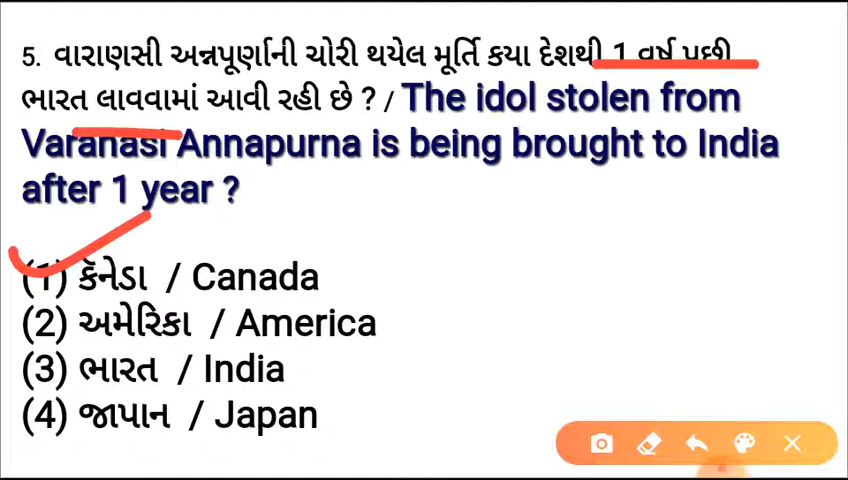 5. વારાણસી અન્નપૂર્ણાની ચોરી થયેલ મૂર્તિ કયા દેશથી 1 વર્ષ પછી
ભારત લાવવામાં આવી રહી છે ? / The idol stolen from
Varanasi Annapurna is being brought to India
after 1 year ?
(1) કૅનેડા / Canada
(2) અમેરિકા / America
(3) ભારત / India
(4) જાપાન / Japan